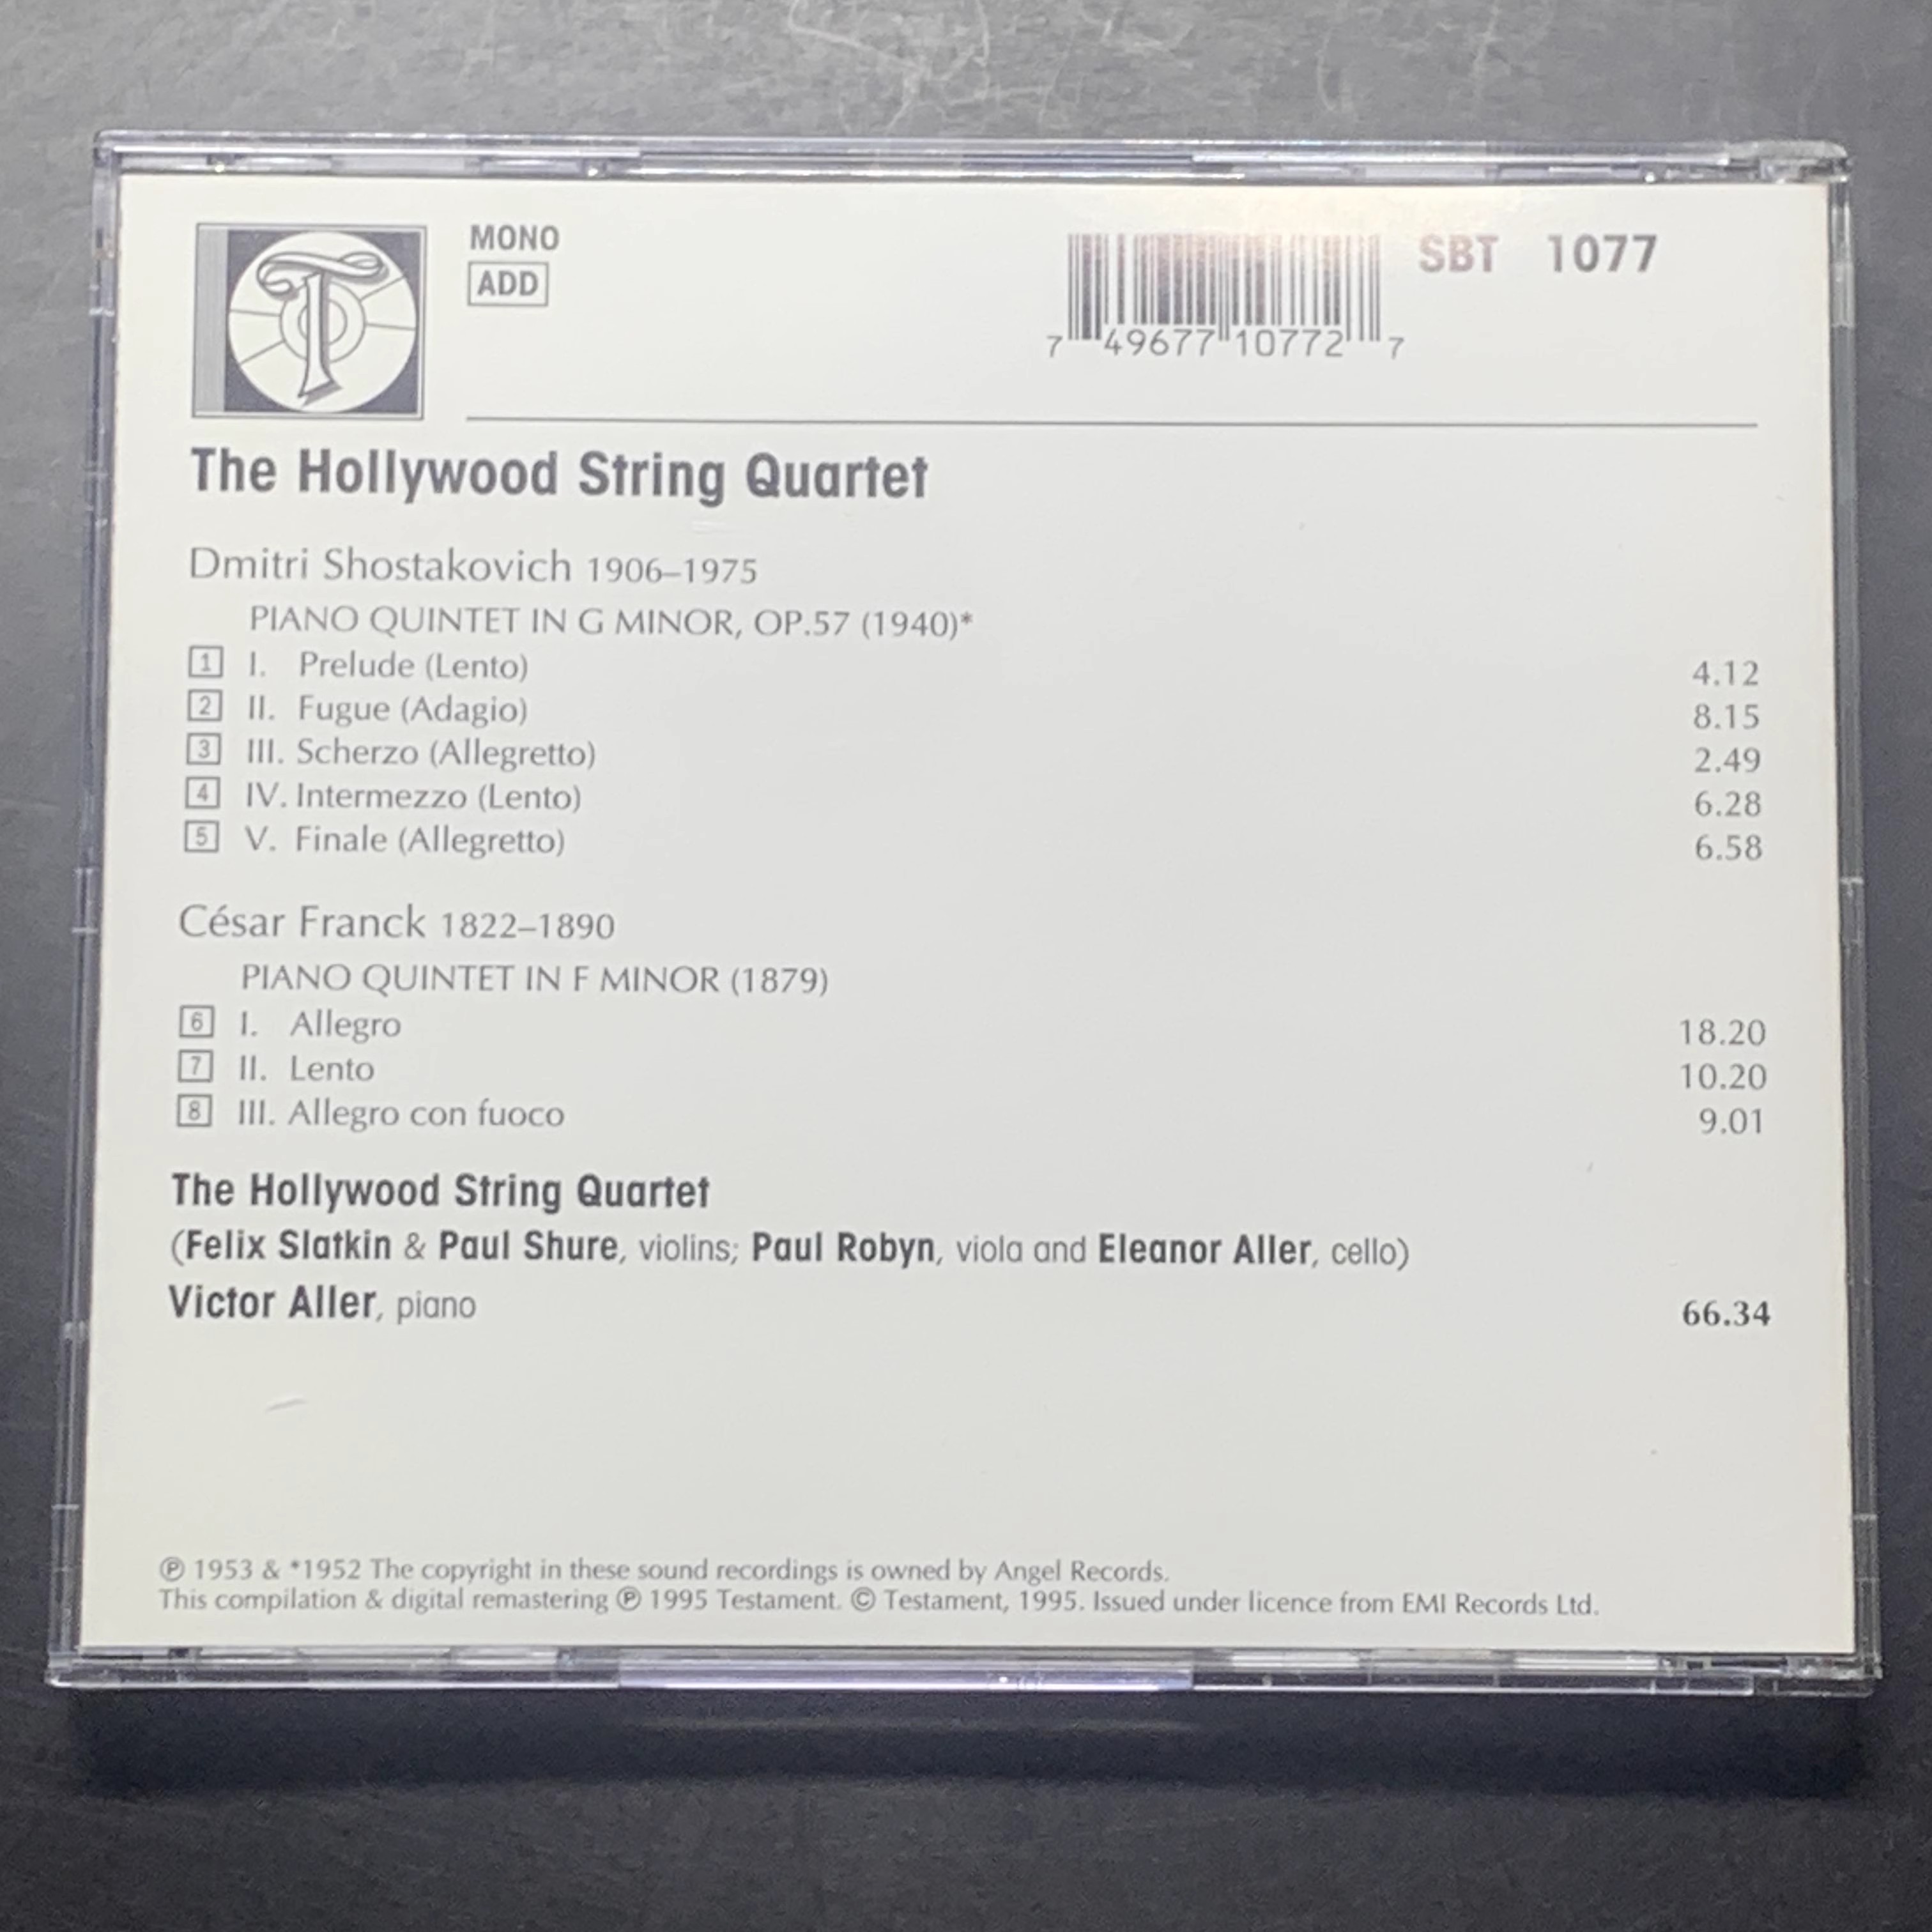 T
MONO
ADD
SBT 1077
7 49677 10772 7
The Hollywood String Quartet
Dmitri Shostakovich 1906–1975
PIANO QUINTET IN G MINOR, OP.57 (1940)*
1 I. Prelude (Lento) 4.12
2 II. Fugue (Adagio) 8.15
3 III. Scherzo (Allegretto) 2.49
4 IV. Intermezzo (Lento) 6.28
5 V. Finale (Allegretto) 6.58
César Franck 1822–1890
PIANO QUINTET IN F MINOR (1879)
6 I. Allegro 18.20
7 II. Lento 10.20
8 III. Allegro con fuoco 9.01
The Hollywood String Quartet
(Felix Slatkin & Paul Shure, violins; Paul Robyn, viola and Eleanor Aller, cello)
Victor Aller, piano 66.34
℗ 1953 & *1952 The copyright in these sound recordings is owned by Angel Records.
This compilation & digital remastering ℗ 1995 Testament. © Testament, 1995. Issued under licence from EMI Records Ltd.